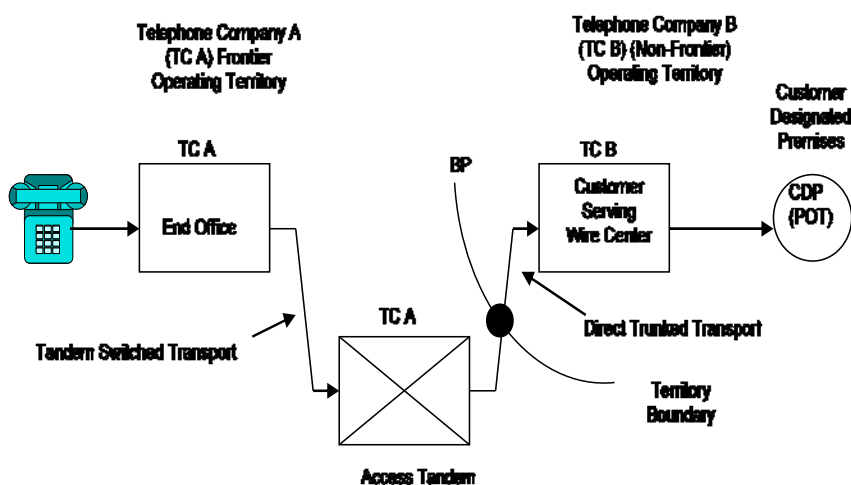 Telephone Company A
(TC A) Frontier
Operating Territory
Telephone Company B
(TC B) (Non-Frontier)
Operating Territory
Customer
Designated
Premises
TC A
End Office
BP
TC B
Customer
Serving
Wire Center
CDP
(POT)
TC A
Tandem Switched Transport
Direct Trunked Transport
Territory
Boundary
Access Tandem